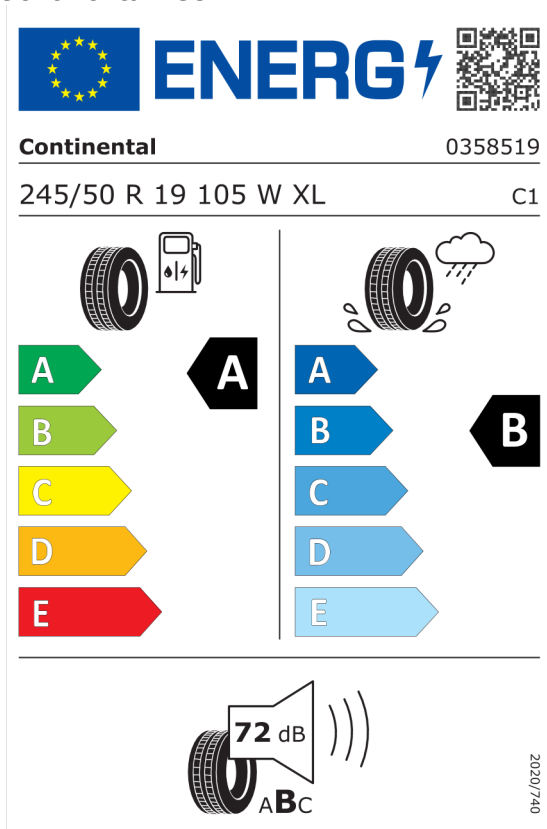 ENERG
Continental 0358519
245/50 R 19 105 W XL C1
A A
B
C
D
E
A
B B
C
D
E
72 dB
ABC
2020/740